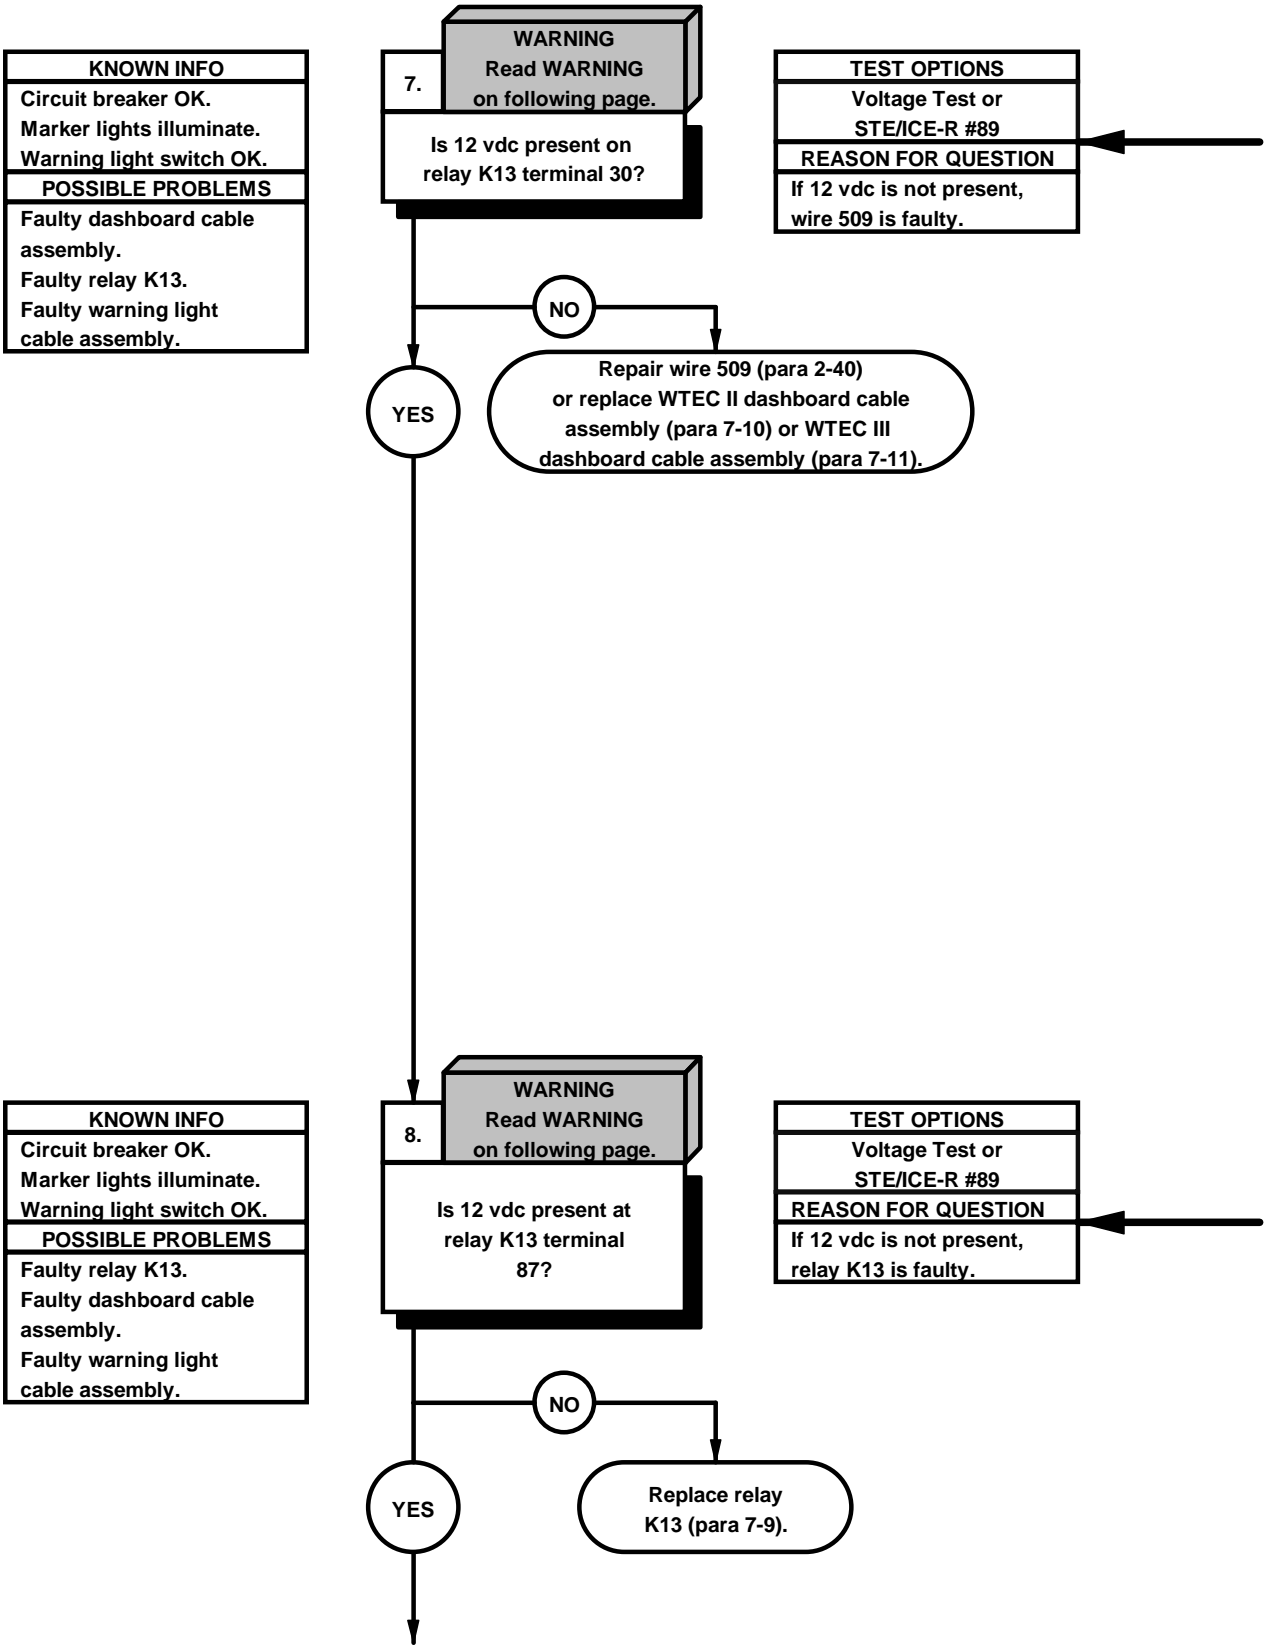 KNOWN INFO
Circuit breaker OK.
Marker lights illuminate.
Warning light switch OK.
POSSIBLE PROBLEMS
Faulty dashboard cable
assembly.
Faulty relay K13.
Faulty warning light
cable assembly.
7.
WARNING
Read WARNING
on following page.
Is 12 vdc present on
relay K13 terminal 30?
TEST OPTIONS
Voltage Test or
STE/ICE-R #89
REASON FOR QUESTION
If 12 vdc is not present,
wire 509 is faulty.
NO
YES
Repair wire 509 (para 2-40)
or replace WTEC II dashboard cable
assembly (para 7-10) or WTEC III
dashboard cable assembly (para 7-11).
KNOWN INFO
Circuit breaker OK.
Marker lights illuminate.
Warning light switch OK.
POSSIBLE PROBLEMS
Faulty relay K13.
Faulty dashboard cable
assembly.
Faulty warning light
cable assembly.
8.
WARNING
Read WARNING
on following page.
Is 12 vdc present at
relay K13 terminal
87?
TEST OPTIONS
Voltage Test or
STE/ICE-R #89
REASON FOR QUESTION
If 12 vdc is not present,
relay K13 is faulty.
NO
YES
Replace relay
K13 (para 7-9).